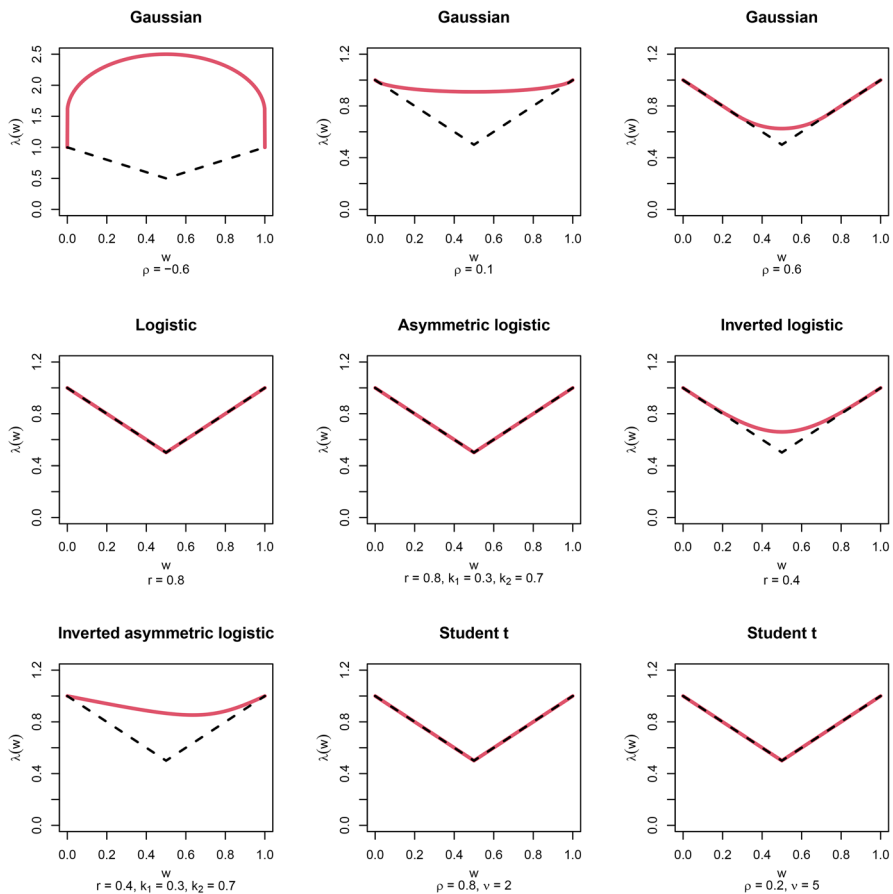 Gaussian
λ(w)
0.0 0.5 1.0 1.5 2.0 2.5
0.0 0.2 0.4 0.6 0.8 1.0
w
ρ = −0.6
Gaussian
λ(w)
0.0 0.4 0.8 1.2
0.0 0.2 0.4 0.6 0.8 1.0
w
ρ = 0.1
Gaussian
λ(w)
0.0 0.4 0.8 1.2
0.0 0.2 0.4 0.6 0.8 1.0
w
ρ = 0.6
Logistic
λ(w)
0.0 0.4 0.8 1.2
0.0 0.2 0.4 0.6 0.8 1.0
w
r = 0.8
Asymmetric logistic
λ(w)
0.0 0.4 0.8 1.2
0.0 0.2 0.4 0.6 0.8 1.0
w
r = 0.8, k₁ = 0.3, k₂ = 0.7
Inverted logistic
λ(w)
0.0 0.4 0.8 1.2
0.0 0.2 0.4 0.6 0.8 1.0
w
r = 0.4
Inverted asymmetric logistic
λ(w)
0.0 0.4 0.8 1.2
0.0 0.2 0.4 0.6 0.8 1.0
w
r = 0.4, k₁ = 0.3, k₂ = 0.7
Student t
λ(w)
0.0 0.4 0.8 1.2
0.0 0.2 0.4 0.6 0.8 1.0
w
ρ = 0.8, ν = 2
Student t
λ(w)
0.0 0.4 0.8 1.2
0.0 0.2 0.4 0.6 0.8 1.0
w
ρ = 0.2, ν = 5